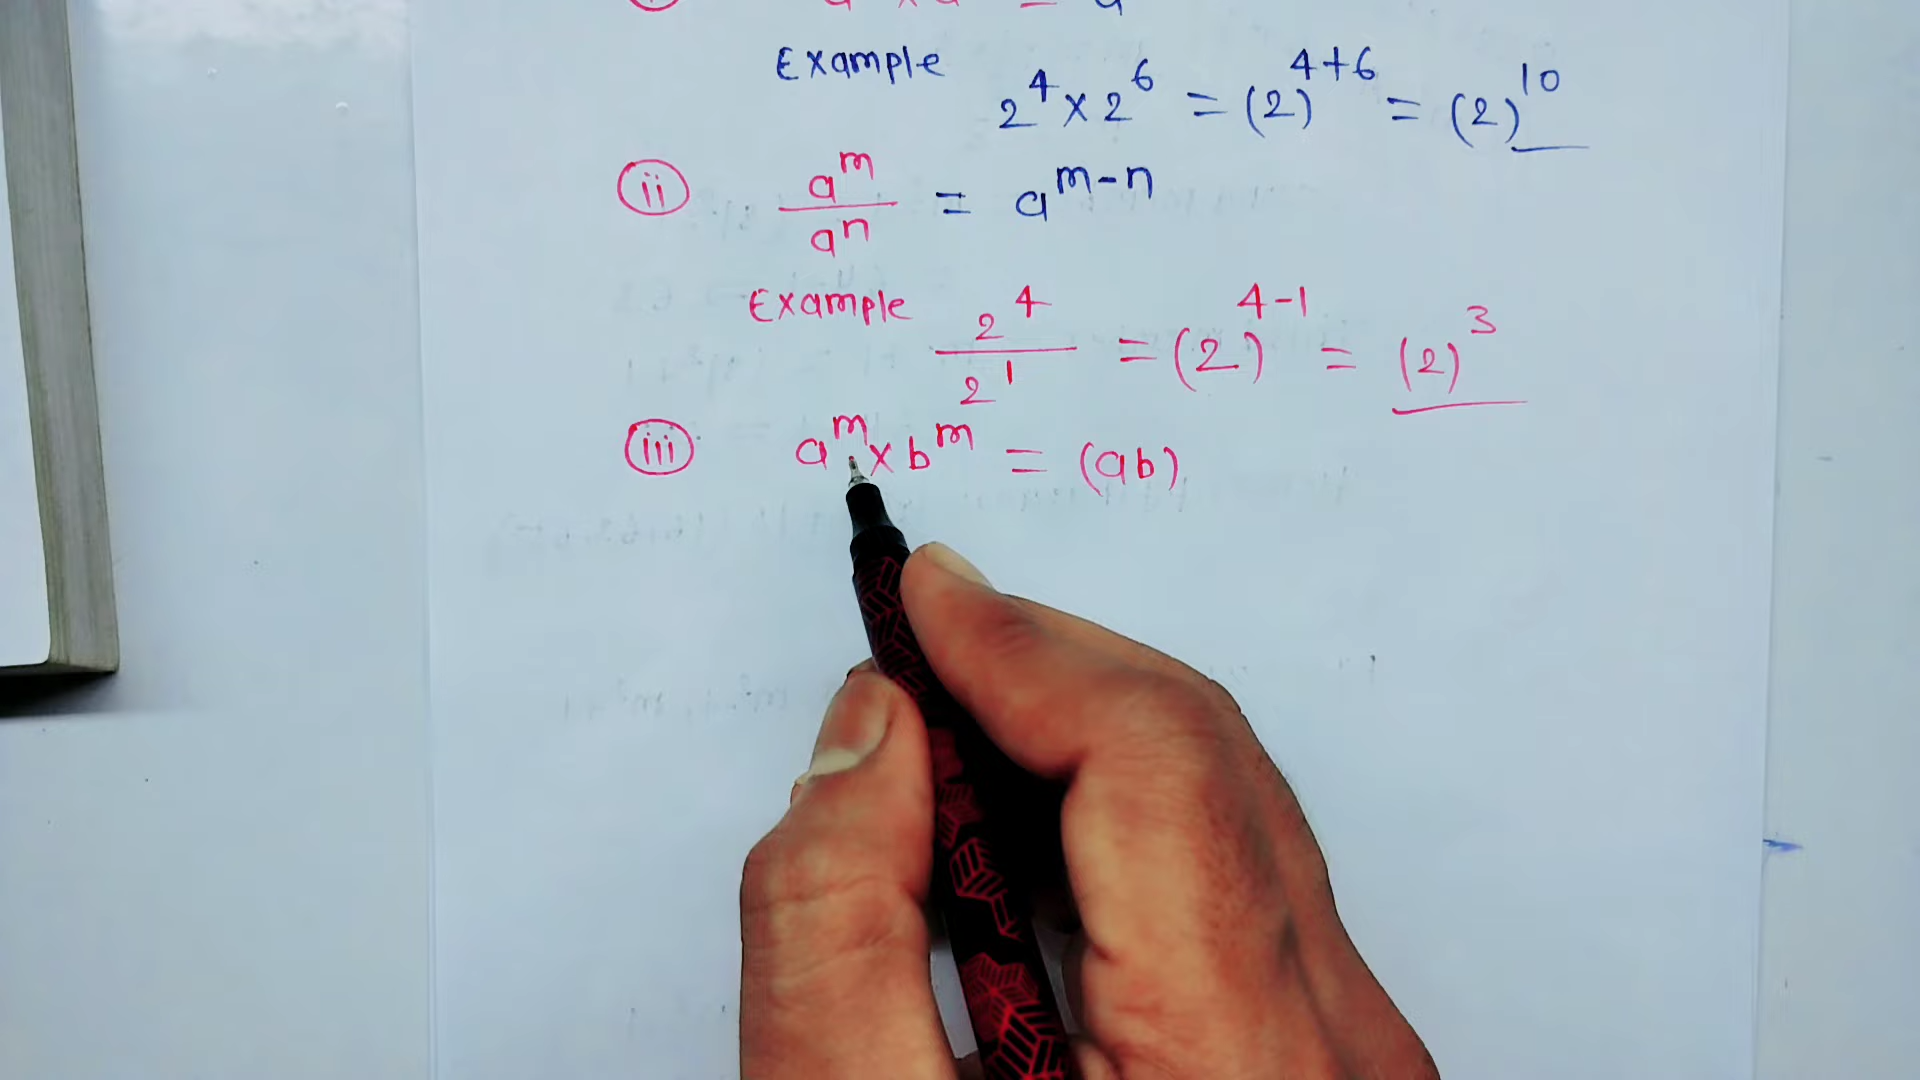 Example 2⁴ × 2⁶ = (2)⁴⁺⁶ = (2)¹⁰
(ii) aᵐ/aⁿ = aᵐ⁻ⁿ
Example 2⁴/2¹ = (2)⁴⁻¹ = (2)³
(iii) aᵐ × bᵐ = (ab)